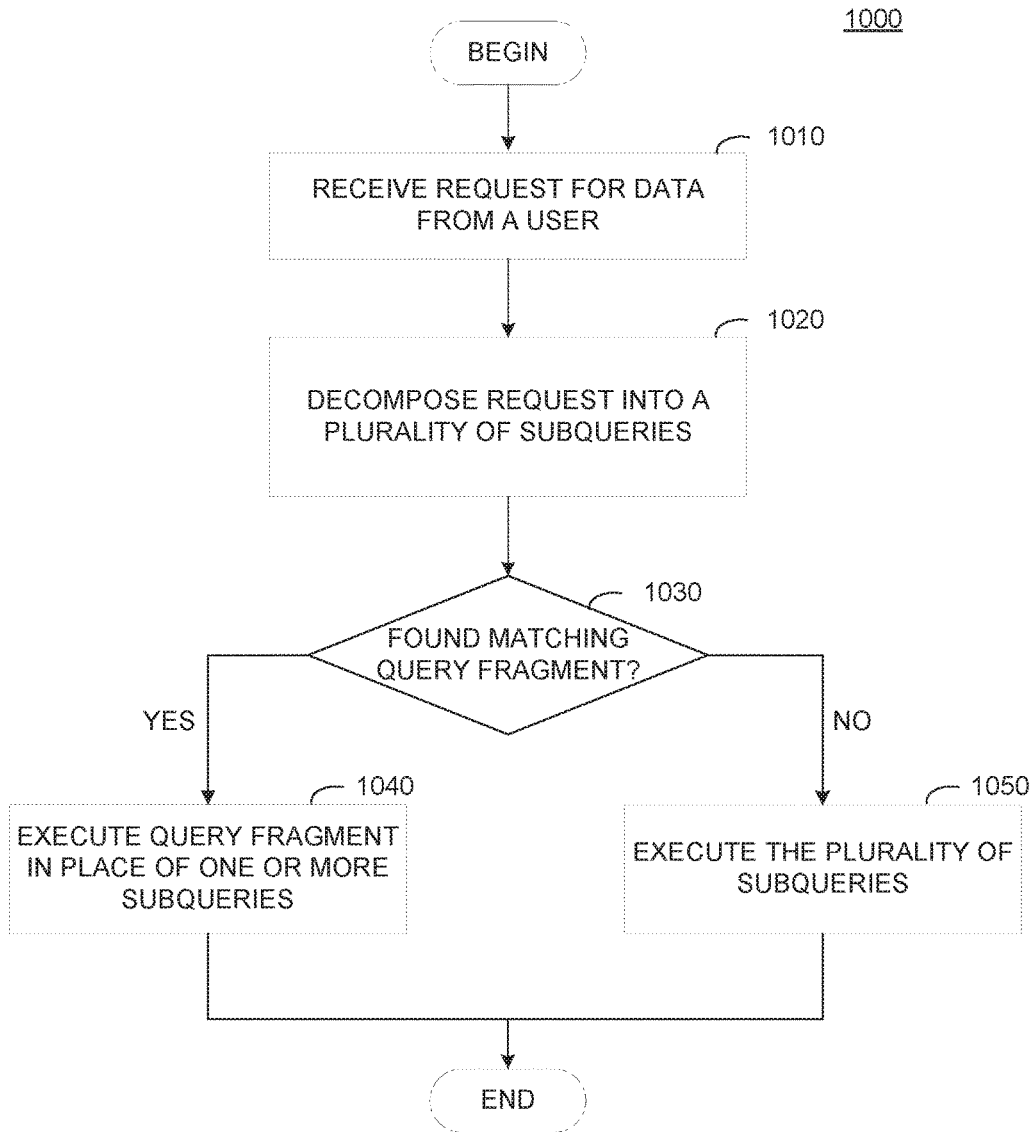 1000
BEGIN
1010
RECEIVE REQUEST FOR DATA
FROM A USER
1020
DECOMPOSE REQUEST INTO A
PLURALITY OF SUBQUERIES
1030
FOUND MATCHING
QUERY FRAGMENT?
YES
NO
1040
EXECUTE QUERY FRAGMENT
IN PLACE OF ONE OR MORE
SUBQUERIES
1050
EXECUTE THE PLURALITY OF
SUBQUERIES
END